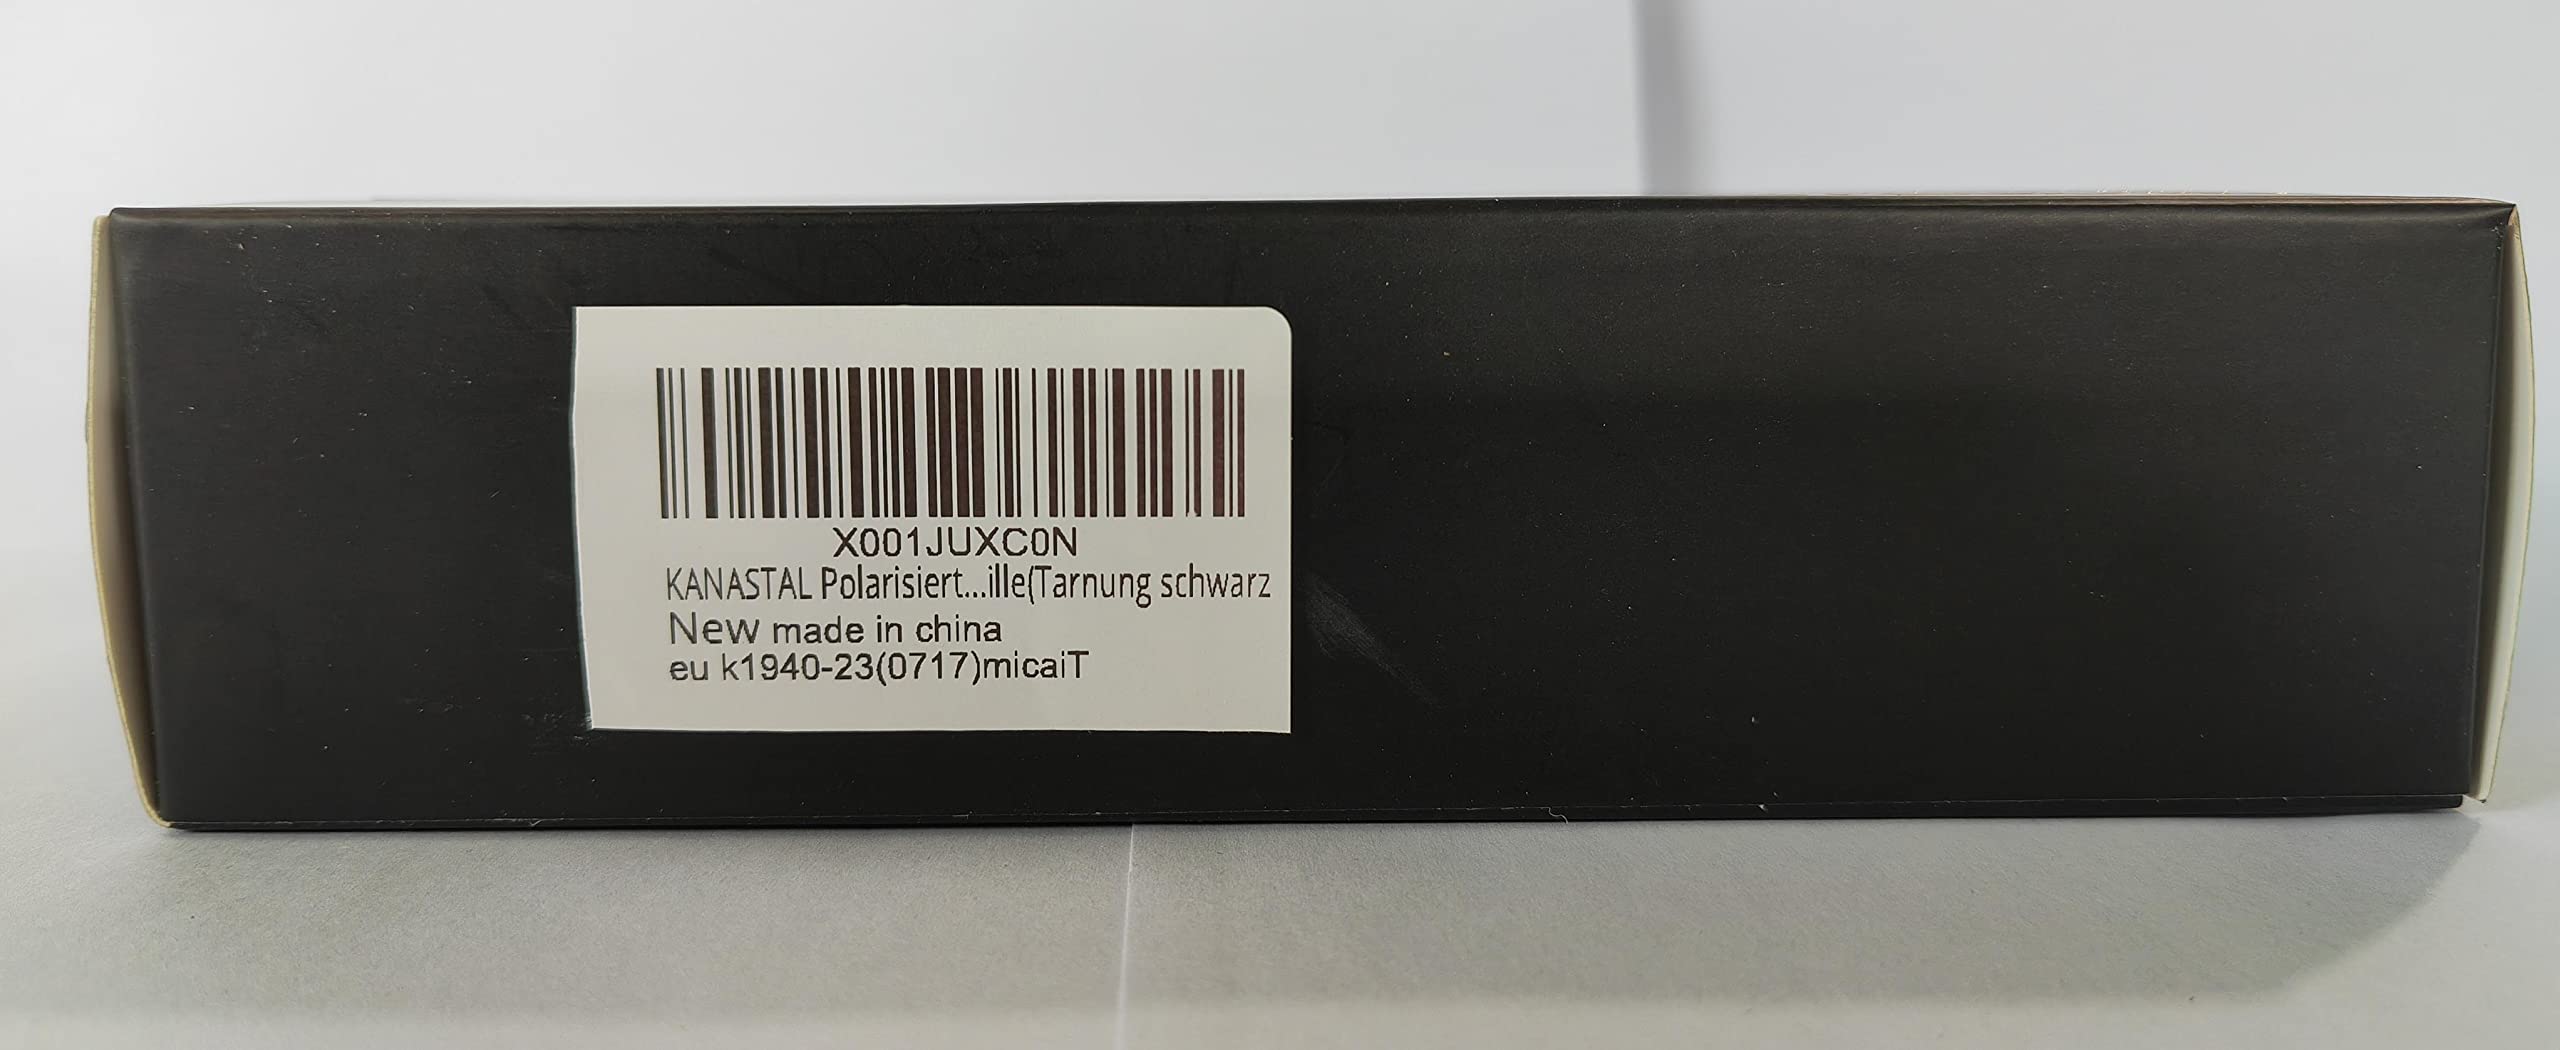 X001JUXC0N
KANASTAL Polarisiert...ille(Tarnung schwarz
New made in china
eu k1940-23(0717)micaiT